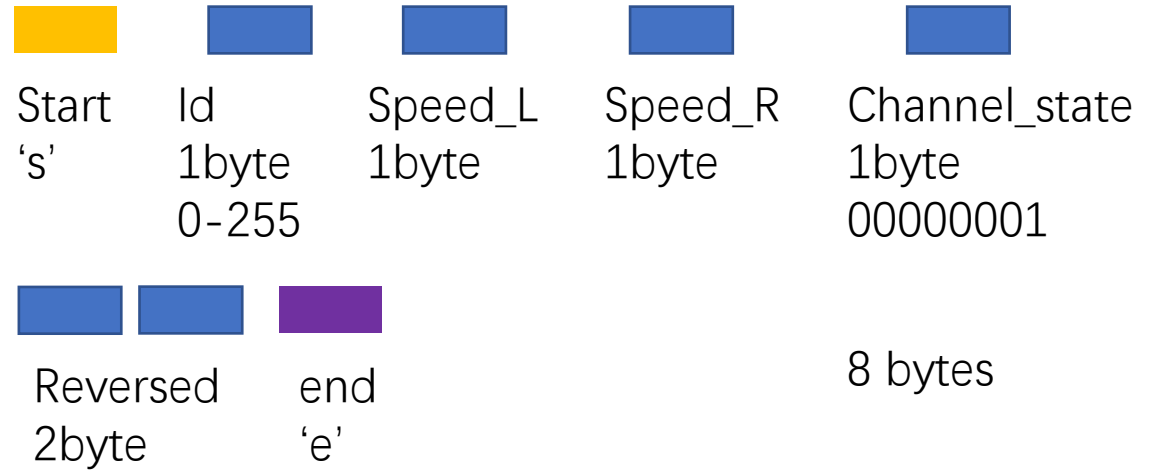 Start
‘s’
Id
1byte
0-255
Speed_L
1byte
Speed_R
1byte
Channel_state
1byte
00000001
Reversed
2byte
end
‘e’
8 bytes